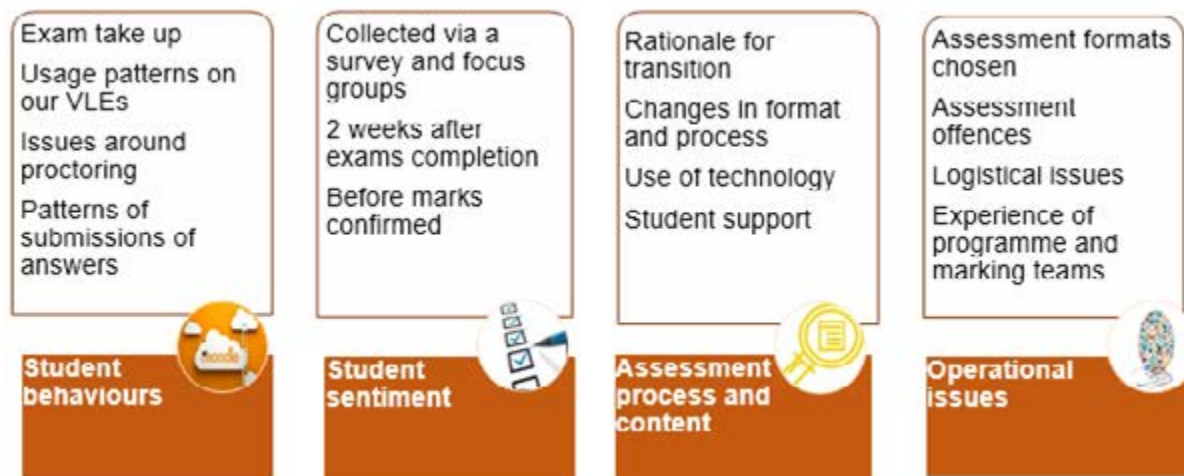 Exam take up
Usage patterns on
our VLEs
Issues around
proctoring
Patterns of
submissions of
answers
Student
behaviours
Collected via a
survey and focus
groups
2 weeks after
exams completion
Before marks
confirmed
Student
sentiment
Rationale for
transition
Changes in format
and process
Use of technology
Student support
Assessment
process and
content
Assessment formats
chosen
Assessment
offences
Logistical issues
Experience of
programme and
marking teams
Operational
issues
moodle